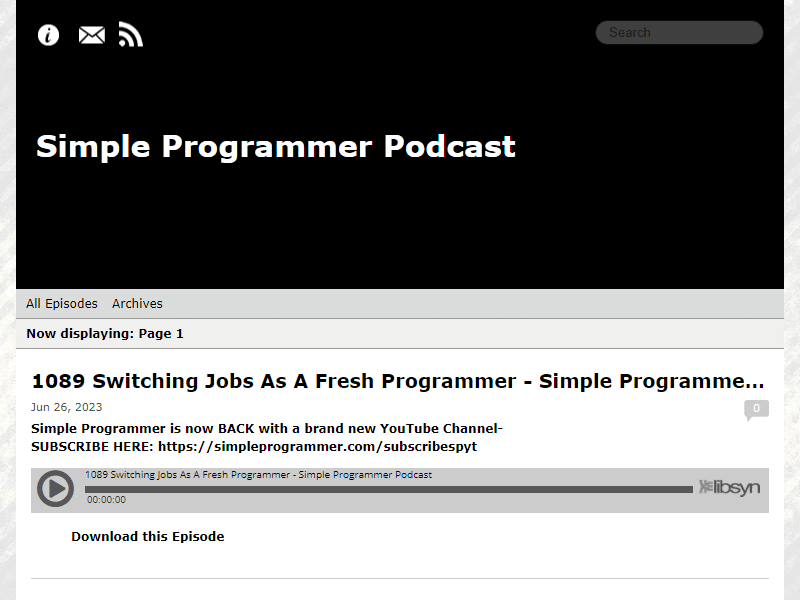 Search
Simple Programmer Podcast
All Episodes Archives
Now displaying: Page 1
1089 Switching Jobs As A Fresh Programmer - Simple Programme...
Jun 26, 2023
0
Simple Programmer is now BACK with a brand new YouTube Channel-
SUBSCRIBE HERE: https://simpleprogrammer.com/subscribespyt
1089 Switching Jobs As A Fresh Programmer - Simple Programmer Podcast
libsyn
00:00:00
Download this Episode